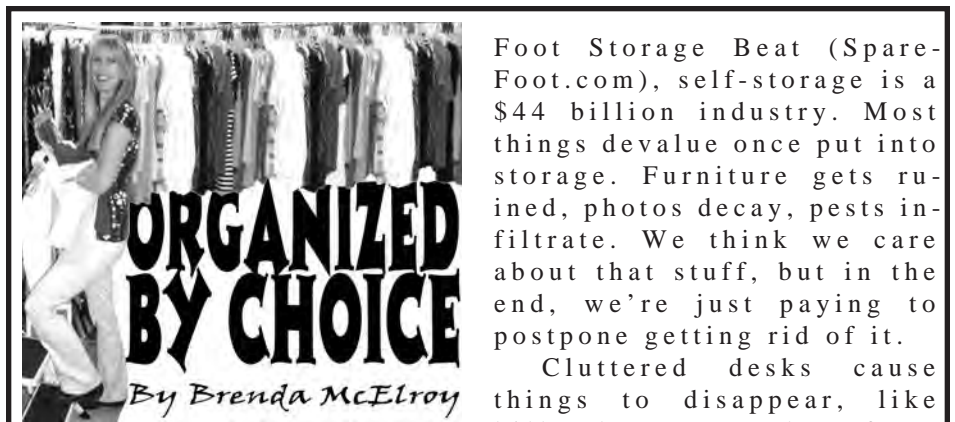 ORGANIZED
BY CHOICE
By Brenda McElroy
Foot Storage Beat (Spare-
Foot.com), self-storage is a
$44 billion industry. Most
things devalue once put into
storage. Furniture gets ru-
ined, photos decay, pests in-
filtrate. We think we care
about that stuff, but in the
end, we're just paying to
postpone getting rid of it.
Cluttered desks cause
things to disappear, like